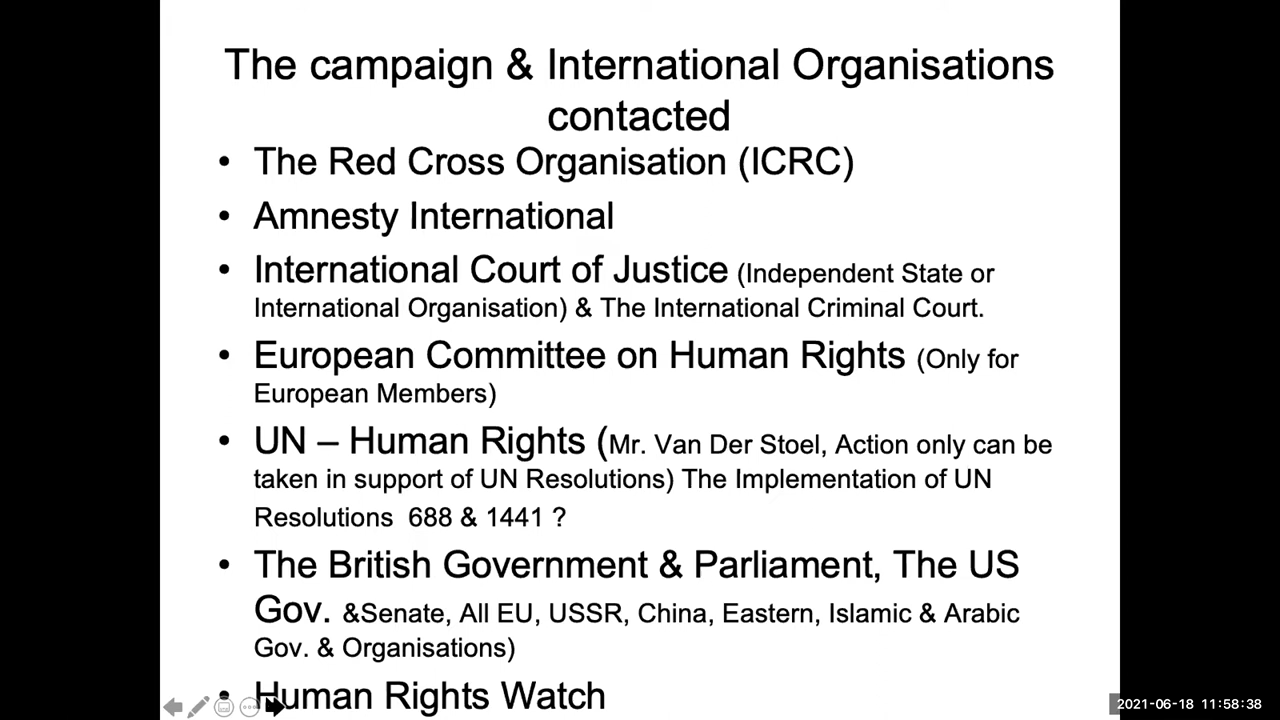 The campaign & International Organisations
contacted
• The Red Cross Organisation (ICRC)
• Amnesty International
• International Court of Justice (Independent State or
International Organisation) & The International Criminal Court.
• European Committee on Human Rights (Only for
European Members)
• UN – Human Rights (Mr. Van Der Stoel, Action only can be
taken in support of UN Resolutions) The Implementation of UN
Resolutions 688 & 1441 ?
• The British Government & Parliament, The US
Gov. &Senate, All EU, USSR, China, Eastern, Islamic & Arabic
Gov. & Organisations)
• Human Rights Watch
2021-06-18 11:58:38